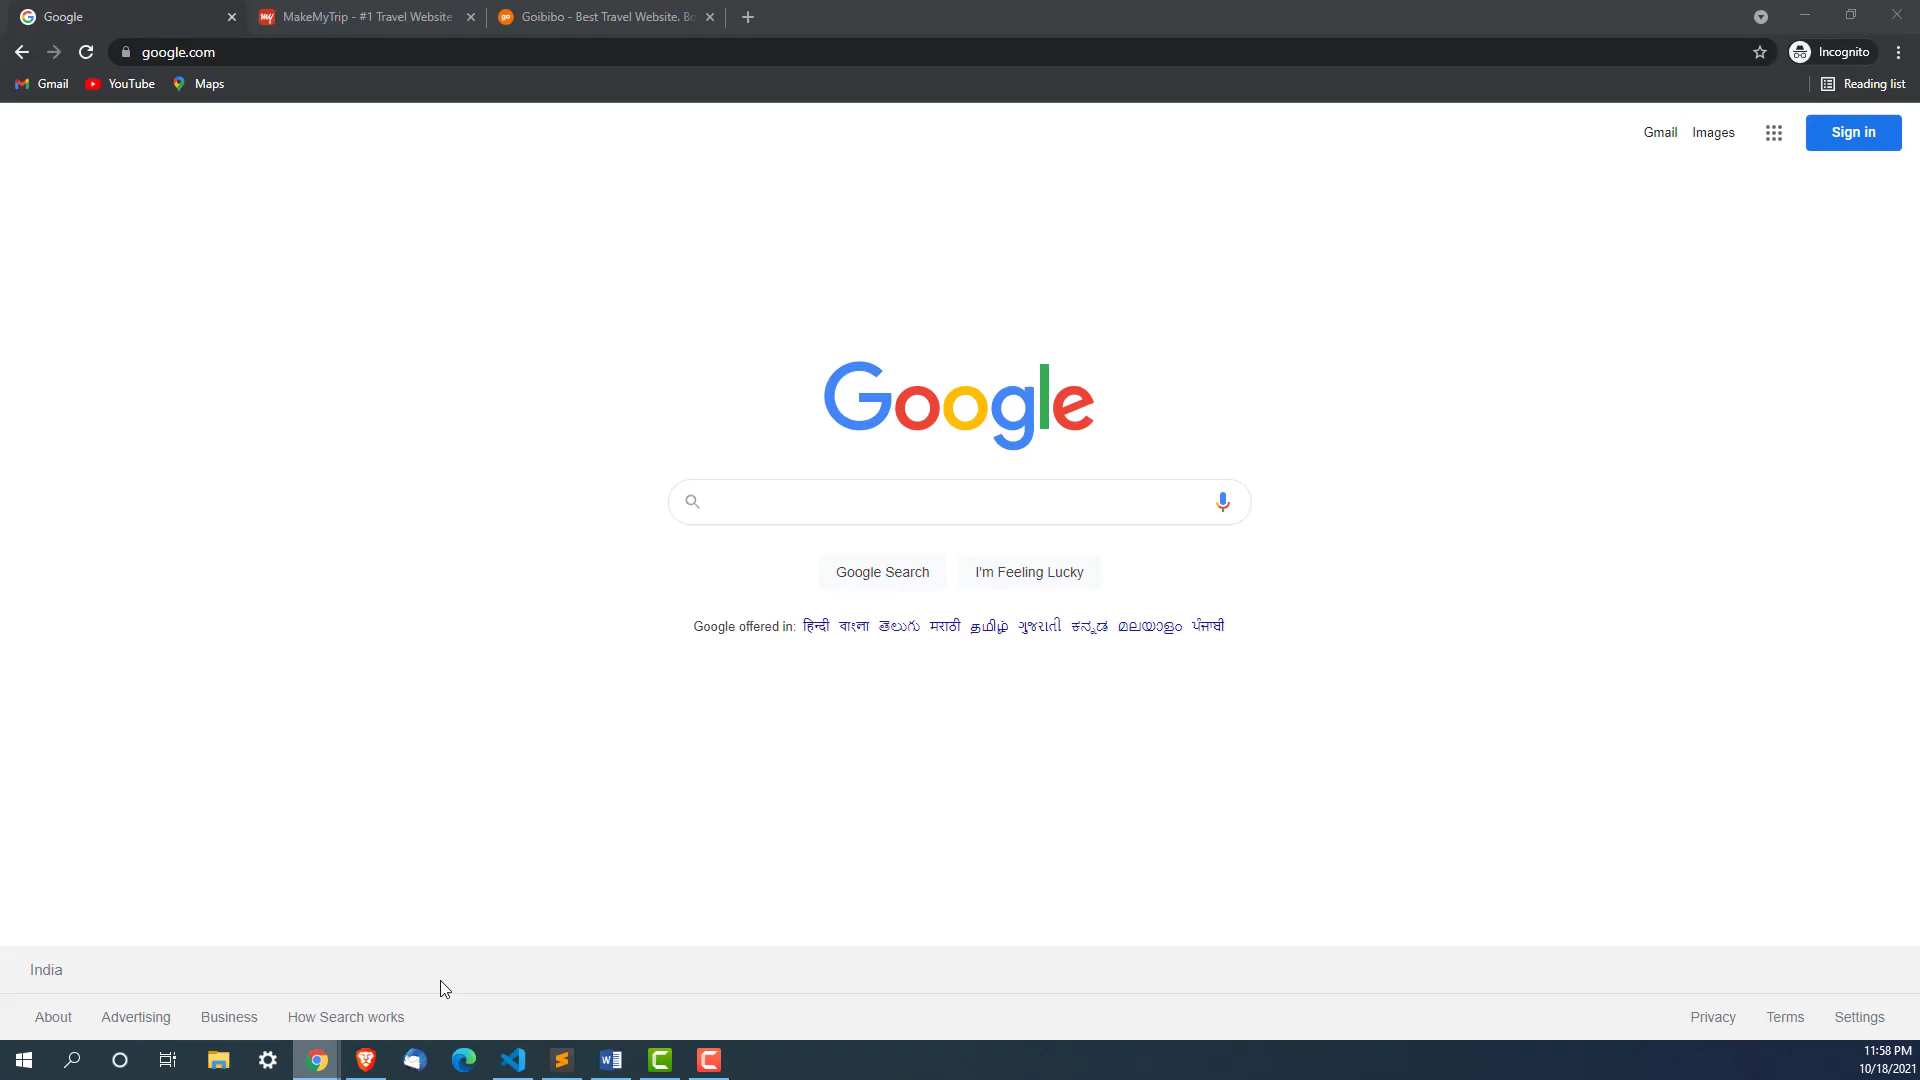 Google
MakeMyTrip - #1 Travel Website
Goibibo - Best Travel Website. Bo
google.com
Incognito
Gmail
YouTube
Maps
Reading list
Gmail
Images
Sign in
Google
Google Search
I'm Feeling Lucky
Google offered in: हिन्दी বাংলা తెలుగు मराठी தமிழ் ગુજરાતી ಕನ್ನಡ മലയാളം ਪੰਜਾਬੀ
India
About
Advertising
Business
How Search works
Privacy
Terms
Settings
11:58 PM
10/18/2021